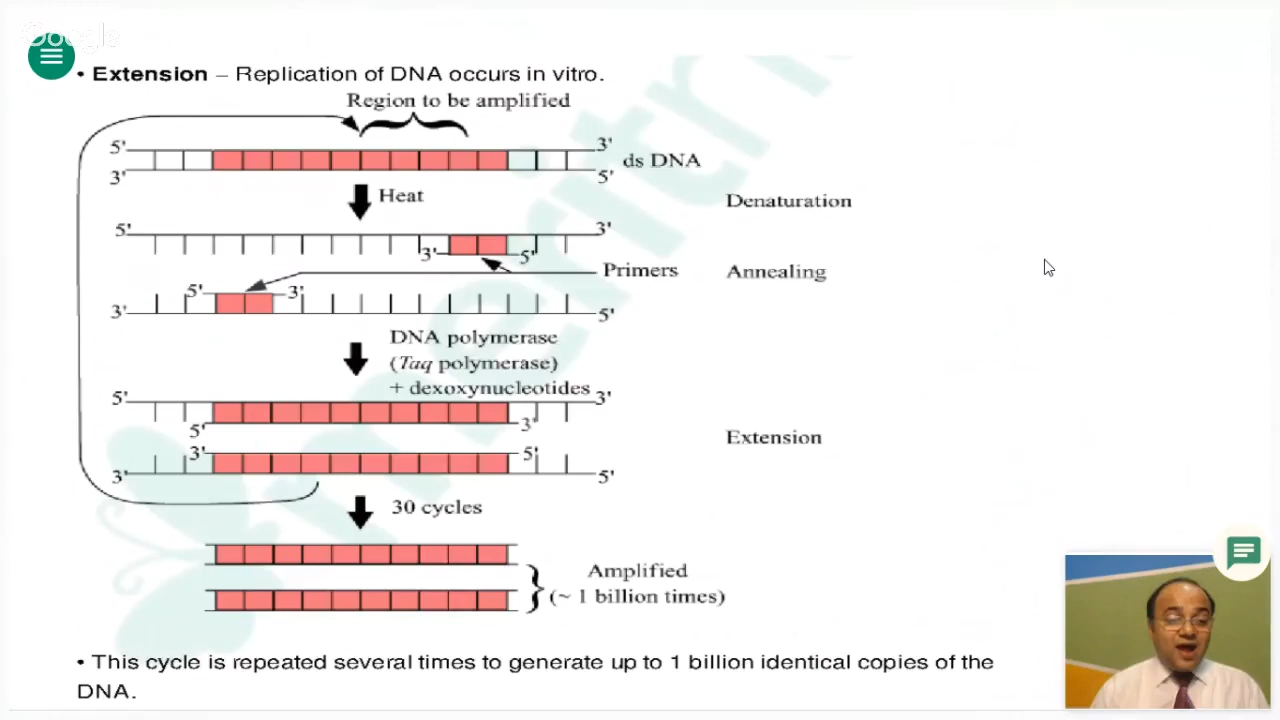 Google
• Extension – Replication of DNA occurs in vitro.
Region to be amplified
5' 3'
ds DNA
3' 5'
Heat
Denaturation
5' 3'
3' 5'
Primers Annealing
5' 3'
3' 5'
DNA polymerase
(Taq polymerase)
+ dexoxynucleotides
5' 3'
5' 3'
Extension
3' 5'
3' 5'
30 cycles
Amplified
(~ 1 billion times)
• This cycle is repeated several times to generate up to 1 billion identical copies of the
DNA.
meritn